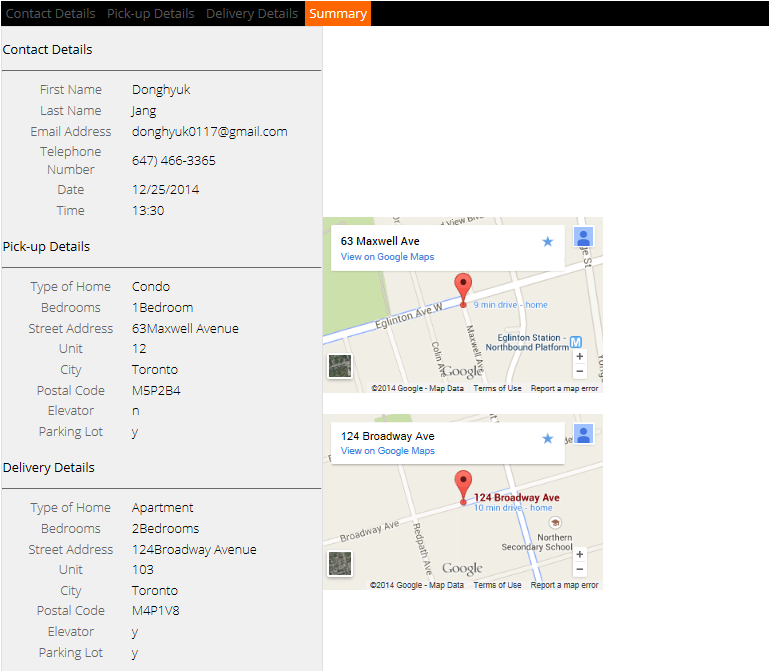 Contact Details Pick-up Details Delivery Details Summary
Contact Details
First Name Donghyuk
Last Name Jang
Email Address donghyuk0117@gmail.com
Telephone
Number 647) 466-3365
Date 12/25/2014
Time 13:30
Pick-up Details
Type of Home Condo
Bedrooms 1Bedroom
Street Address 63Maxwell Avenue
Unit 12
City Toronto
Postal Code M5P2B4
Elevator n
Parking Lot y
63 Maxwell Ave
View on Google Maps
9 min drive - home
Eglinton Ave W
Eglinton Station -
Northbound Platform
Maxwell Ave
Colin Ave
Google
©2014 Google - Map Data Terms of Use Report a map error
Delivery Details
Type of Home Apartment
Bedrooms 2Bedrooms
Street Address 124Broadway Avenue
Unit 103
City Toronto
Postal Code M4P1V8
Elevator y
Parking Lot y
124 Broadway Ave
View on Google Maps
124 Broadway Ave
10 min drive - home
Broadway Ave
Redpath Ave
Northern
Secondary School
Google
©2014 Google - Map Data Terms of Use Report a map error